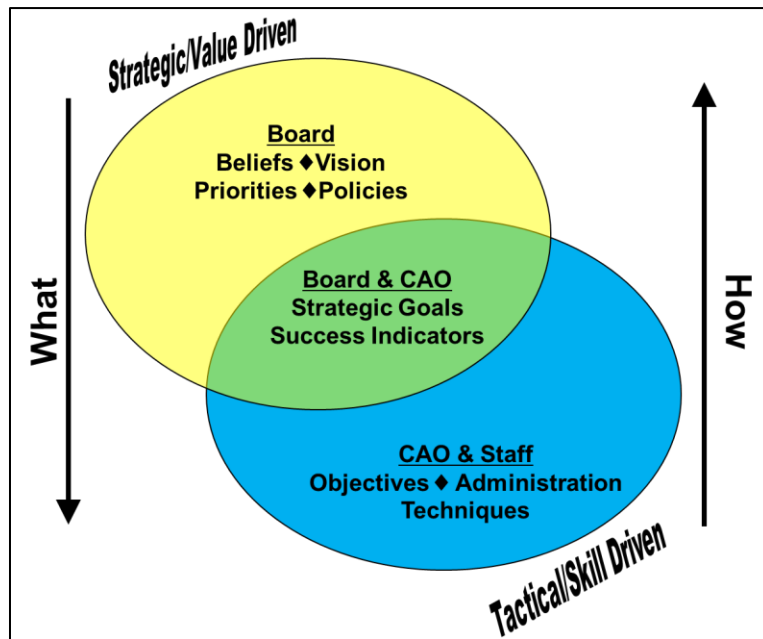 Strategic/Value Driven
Board
Beliefs ♦ Vision
Priorities ♦ Policies
Board & CAO
Strategic Goals
Success Indicators
What
How
CAO & Staff
Objectives ♦ Administration
Techniques
Tactical/Skill Driven